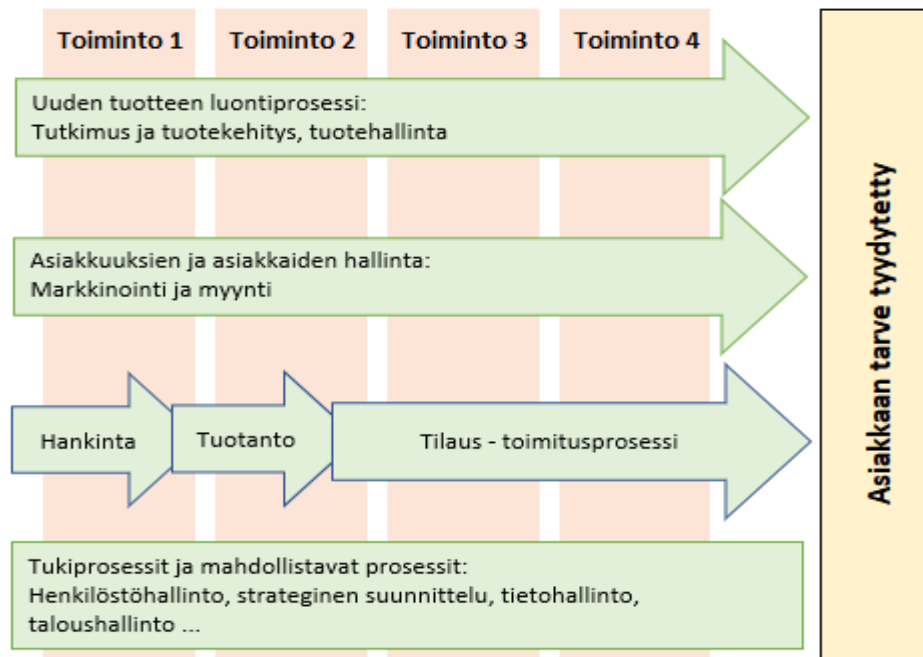 Toiminto 1
Toiminto 2
Toiminto 3
Toiminto 4
Uuden tuotteen luontiprosessi:
Tutkimus ja tuotekehitys, tuotehallinta
Asiakkuuksien ja asiakkaiden hallinta:
Markkinointi ja myynti
Hankinta
Tuotanto
Tilaus - toimitusprosessi
Tukiprosessit ja mahdollistavat prosessit:
Henkilöstöhallinto, strateginen suunnittelu, tietohallinto,
taloushallinto ...
Asiakkaan tarve tyydytetty